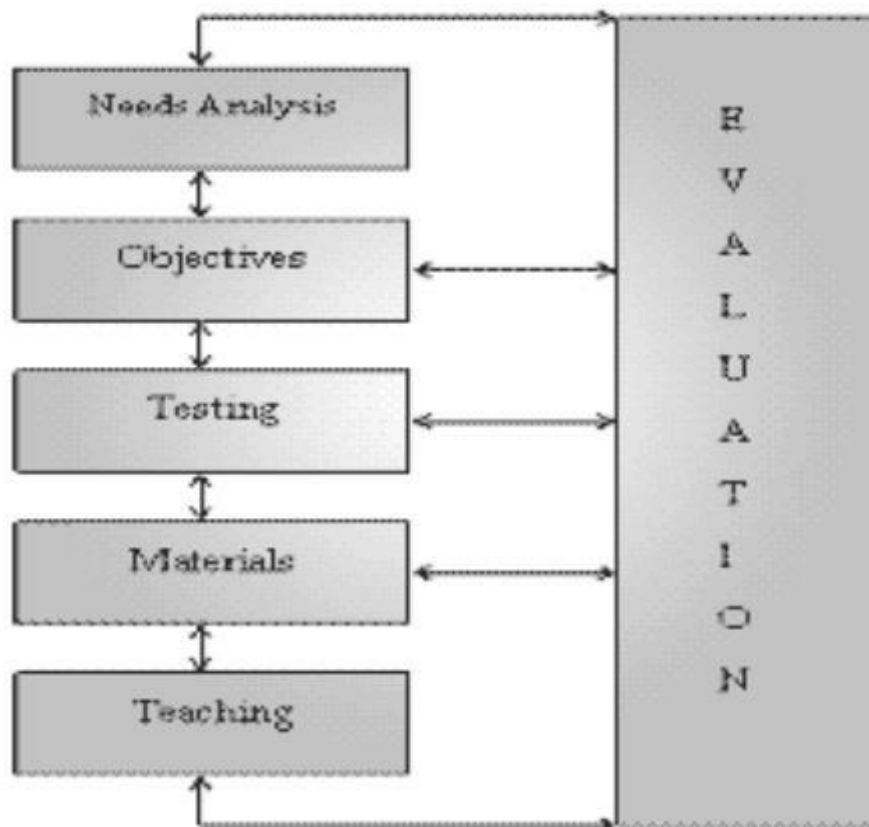 Needs Analysis
Objectives
Testing
Materials
Teaching
E
V
A
L
U
A
T
I
O
N